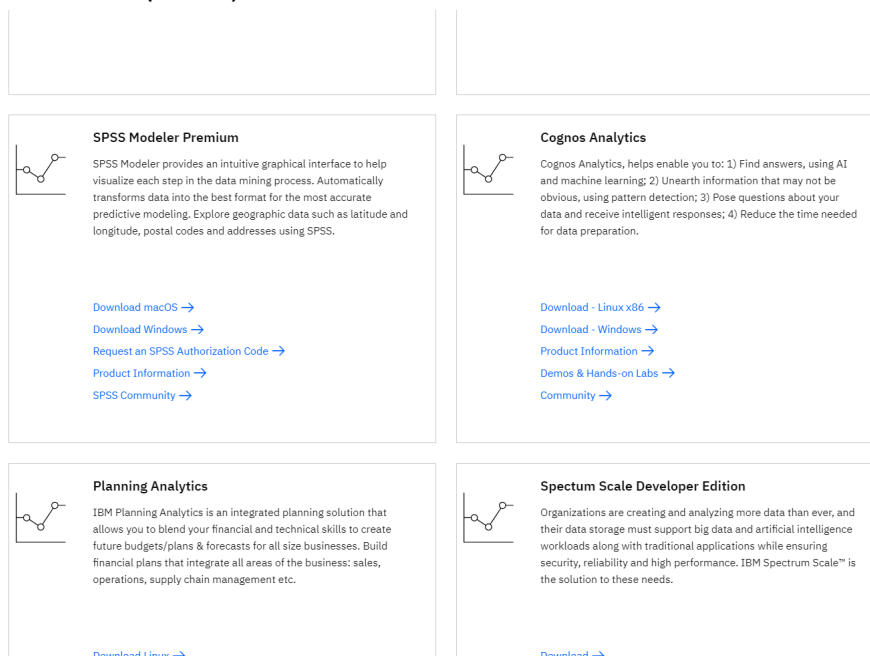 SPSS Modeler Premium
SPSS Modeler provides an intuitive graphical interface to help
visualize each step in the data mining process. Automatically
transforms data into the best format for the most accurate
predictive modeling. Explore geographic data such as latitude and
longitude, postal codes and addresses using SPSS.
Download macOS →
Download Windows →
Request an SPSS Authorization Code →
Product Information →
SPSS Community →
Cognos Analytics
Cognos Analytics, helps enable you to: 1) Find answers, using AI
and machine learning; 2) Unearth information that may not be
obvious, using pattern detection; 3) Pose questions about your
data and receive intelligent responses; 4) Reduce the time needed
for data preparation.
Download - Linux x86 →
Download - Windows →
Product Information →
Demos & Hands-on Labs →
Community →
Planning Analytics
IBM Planning Analytics is an integrated planning solution that
allows you to blend your financial and technical skills to create
future budgets/plans & forecasts for all size businesses. Build
financial plans that integrate all areas of the business: sales,
operations, supply chain management etc.
Download Linux →
Spectum Scale Developer Edition
Organizations are creating and analyzing more data than ever, and
their data storage must support big data and artificial intelligence
workloads along with traditional applications while ensuring
security, reliability and high performance. IBM Spectrum Scale™ is
the solution to these needs.
Download →